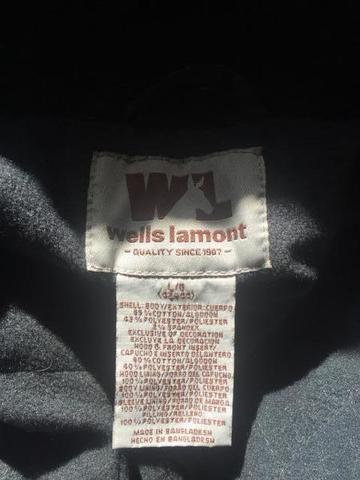 WL
wells lamont
- QUALITY SINCE 1907 -
L/G
(42-44)
SHELL: BODY/EXTERIOR: CUERPO
55% COTTON/ALGODON
43% POLYESTER/POLIESTER
2% SPANDEX
EXCLUSIVE OF DECORATION
EXCLUYE LA DECORACIÓN
HOOD & FRONT INSERT/
CAPUCHO E INSERTO DELANTERO
60% COTTON/ALGODON
40% POLYESTER/POLIESTER
HOOD LINING/FORRO DEL CAPUCHO
100% POLYESTER/POLIESTER
BODY LINING/FORRO DEL CUERPO
100% POLYESTER/POLIESTER
SLEEVE LINING/FORRO DE MANGA
100% POLYESTER/POLIESTER
FILLING/RELLENO:
100% POLYESTER/POLIESTER
MADE IN BANGLADESH
HECHO EN BANGLADESH